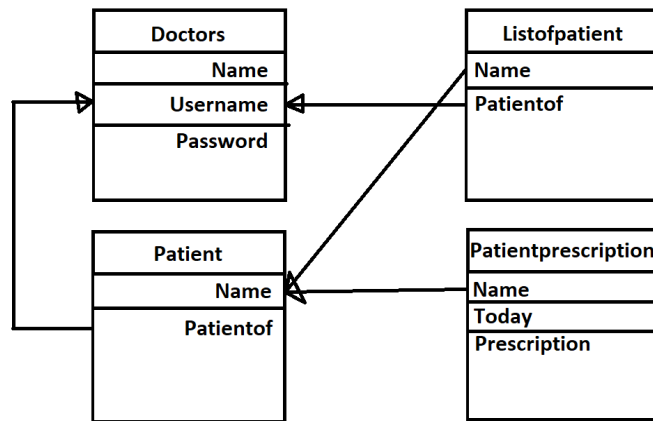 Doctors
Name
Username
Password
Listofpatient
Name
Patientof
Patient
Name
Patientof
Patientprescription
Name
Today
Prescription